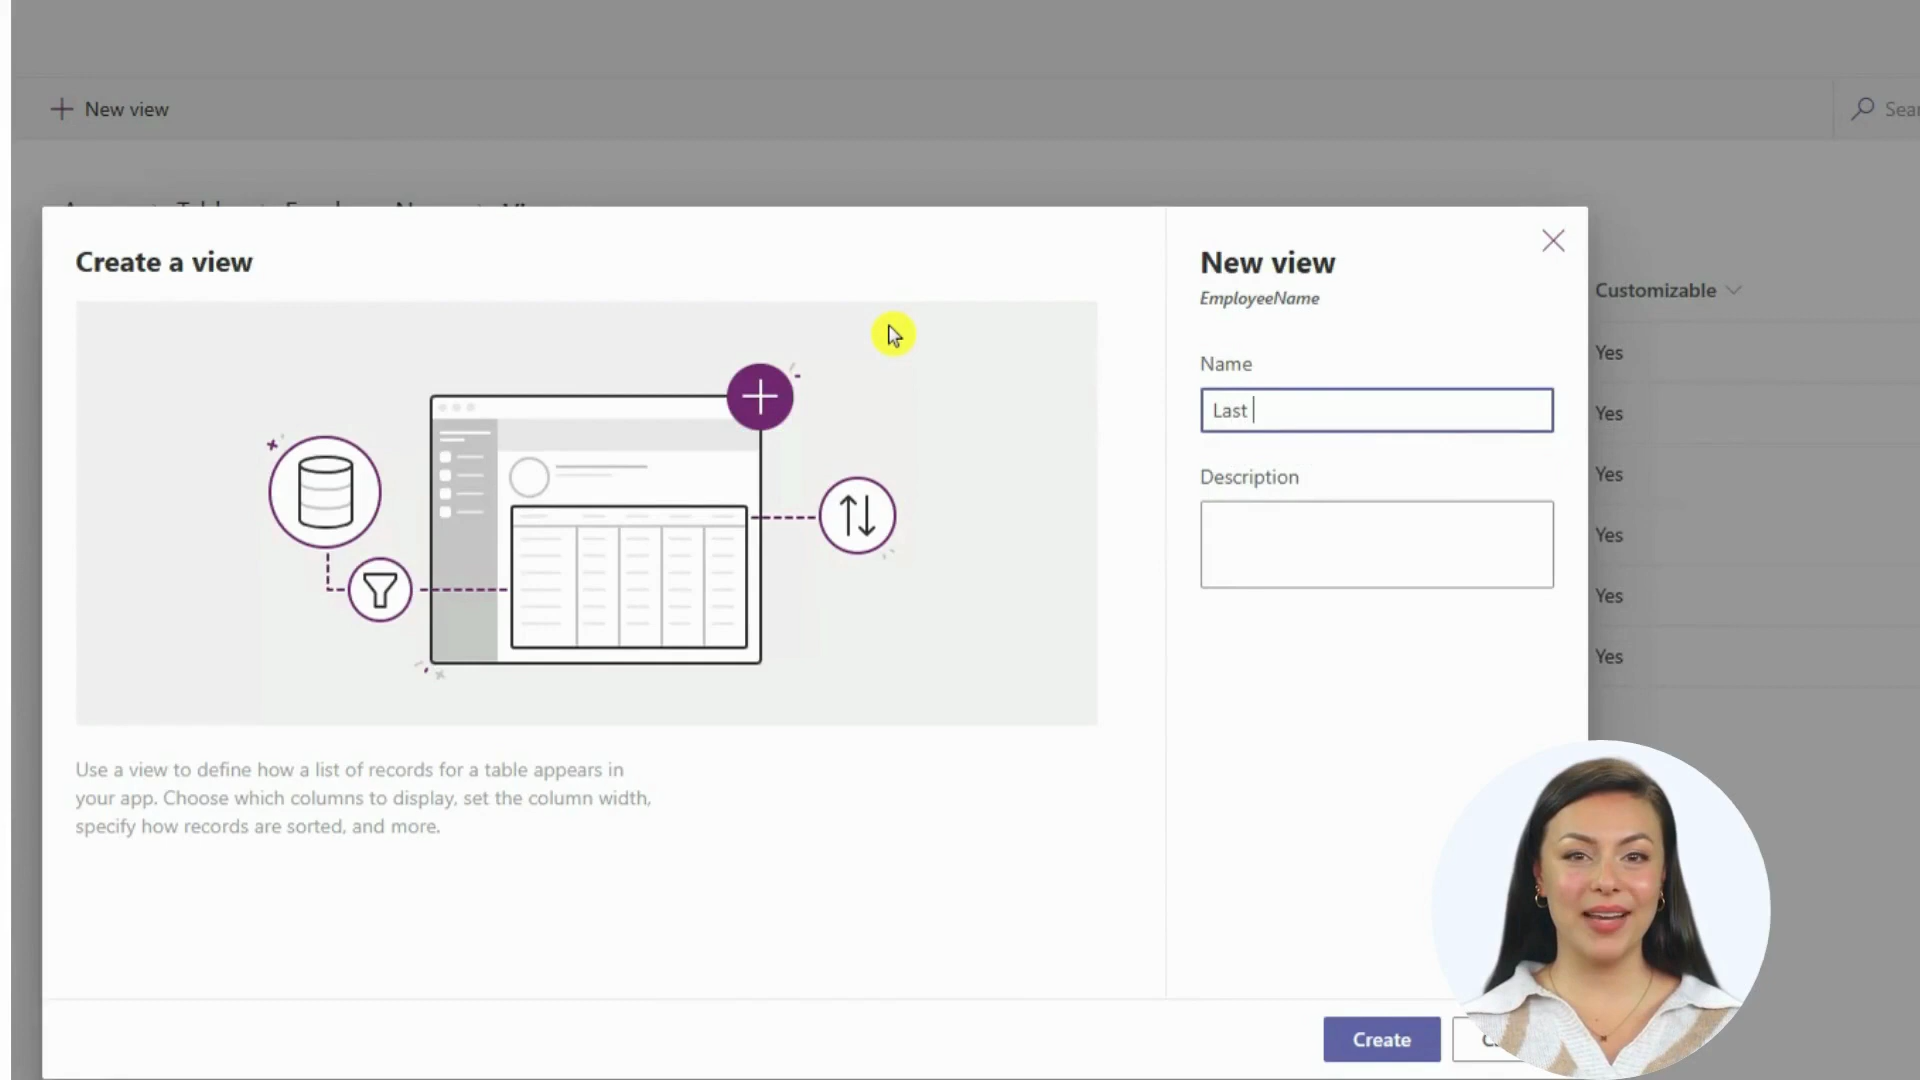 New view
Create a view
Use a view to define how a list of records for a table appears in
your app. Choose which columns to display, set the column width,
specify how records are sorted, and more.
New view
EmployeeName
Name
Last
Description
Create
Customizable
Yes
Yes
Yes
Yes
Yes
Yes